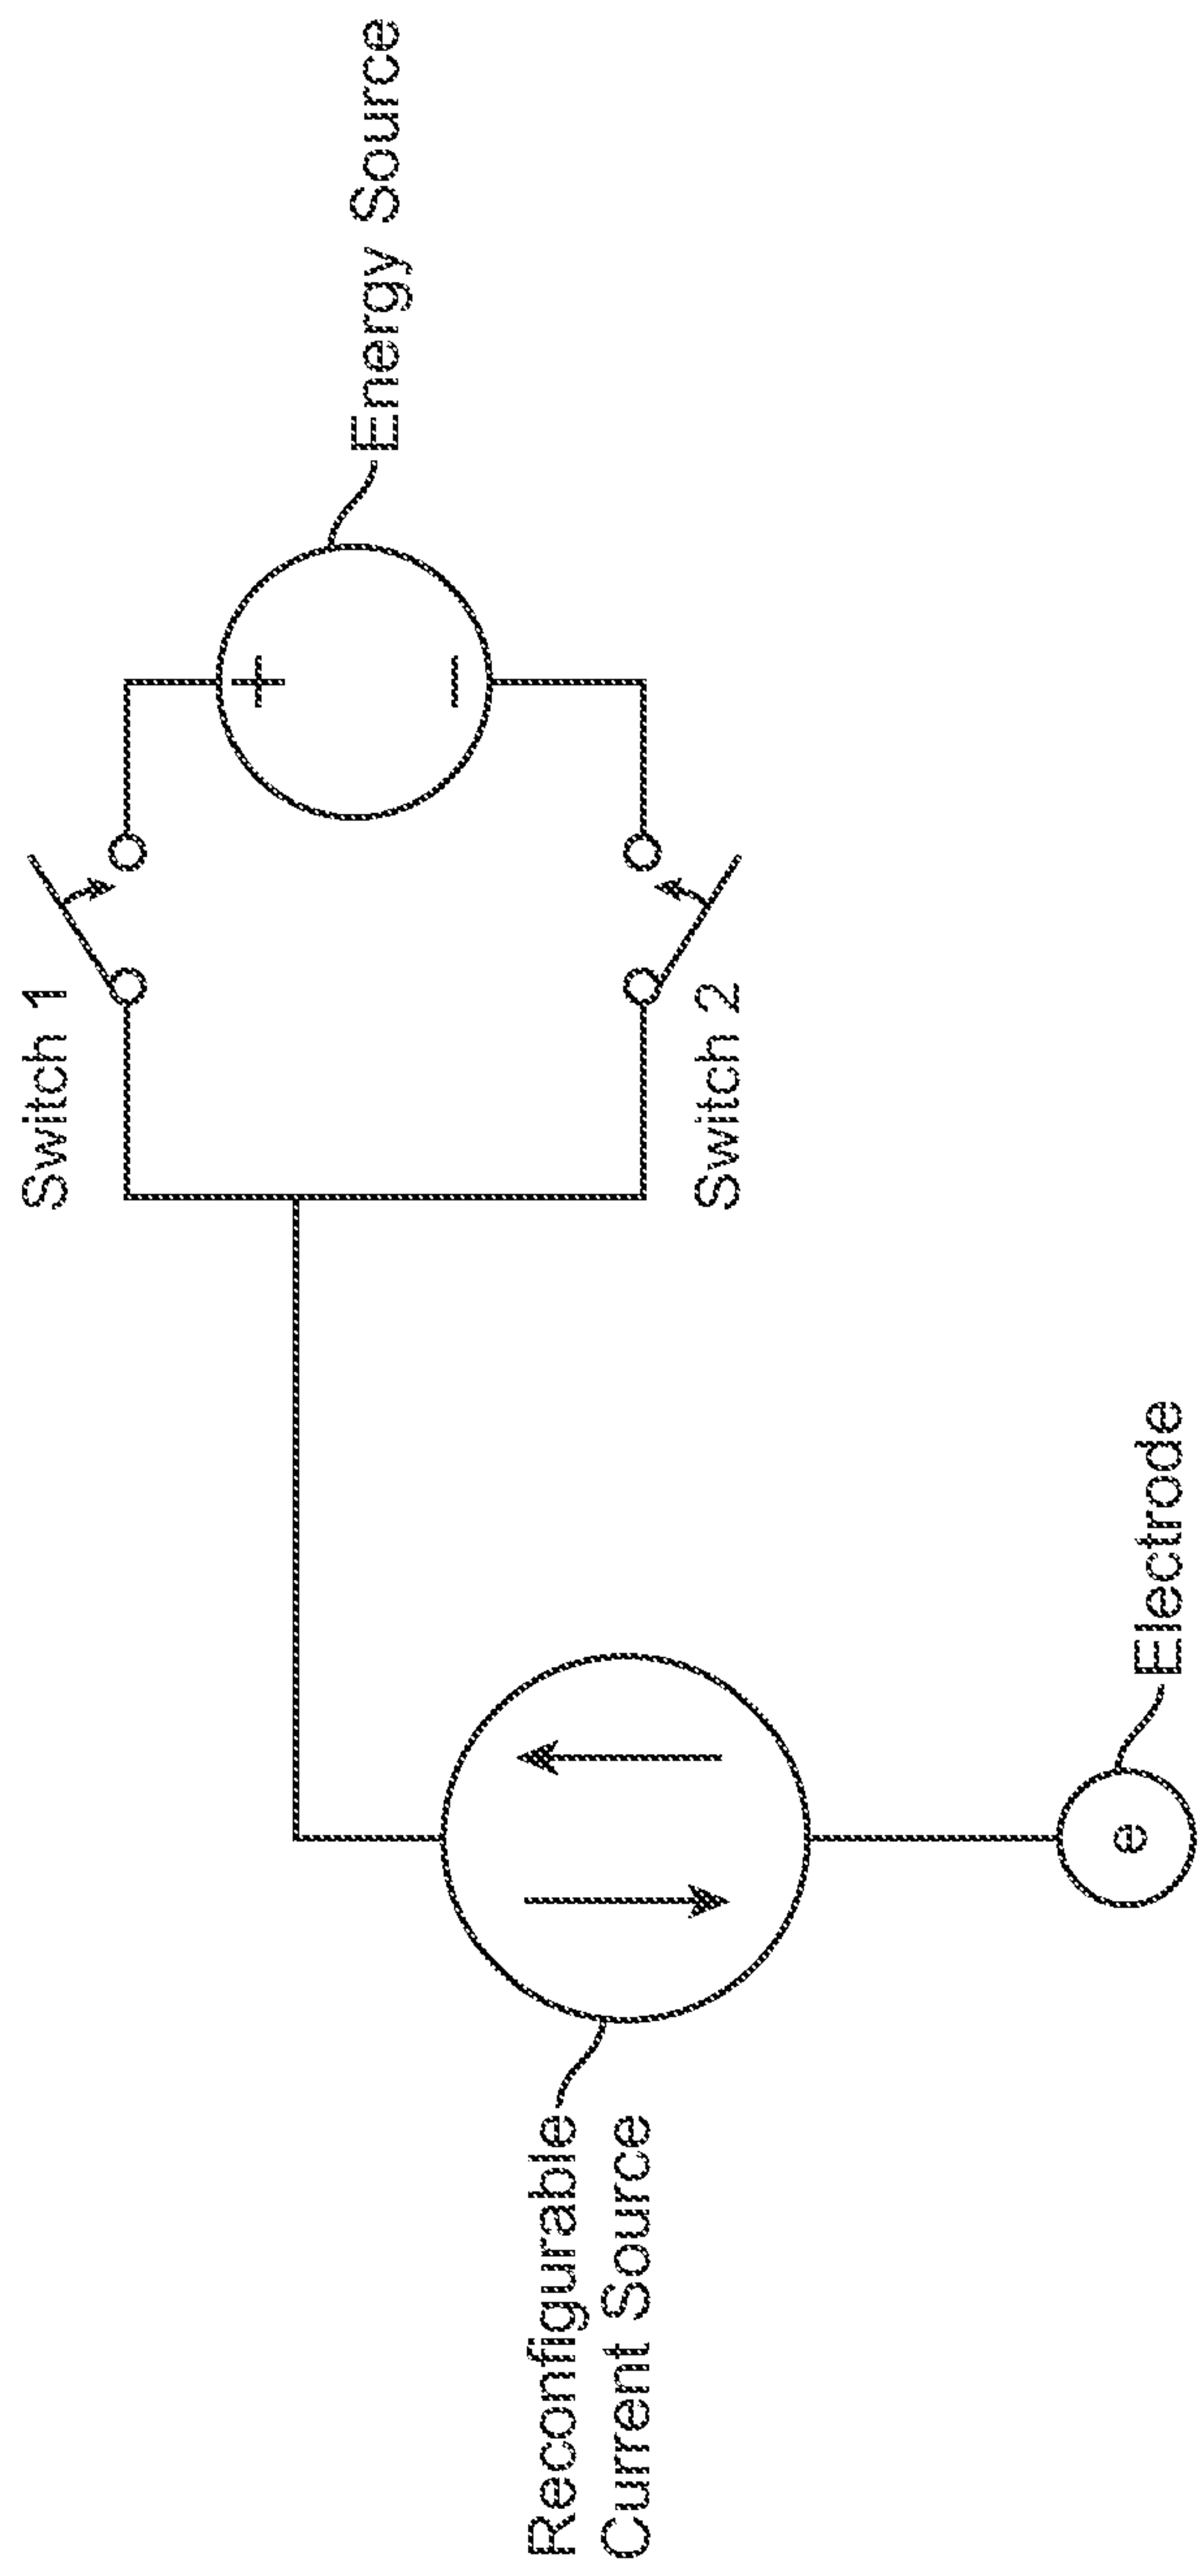 Switch 1
+
Energy Source
−
Switch 2
Reconfigurable
Current Source
e
Electrode